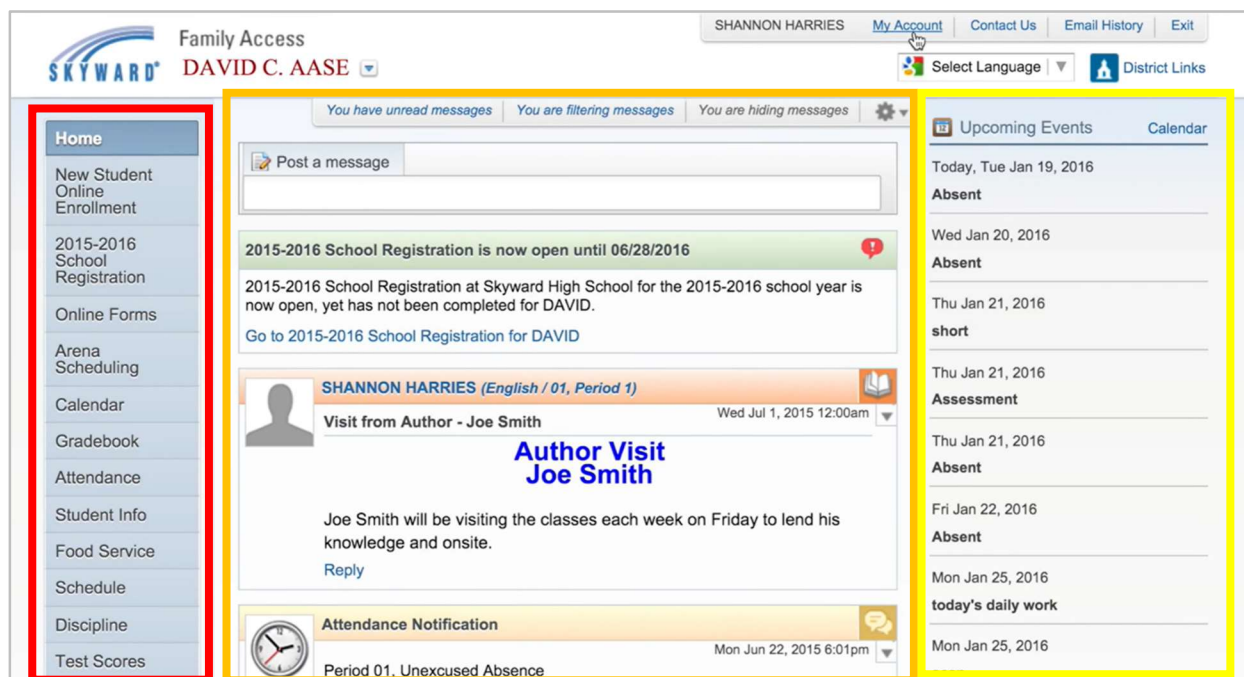 SKYWARD
Family Access
DAVID C. AASE
SHANNON HARRIES
My Account
Contact Us
Email History
Exit
Select Language
District Links
Home
New Student
Online
Enrollment
2015-2016
School
Registration
Online Forms
Arena
Scheduling
Calendar
Gradebook
Attendance
Student Info
Food Service
Schedule
Discipline
Test Scores
You have unread messages
You are filtering messages
You are hiding messages
Post a message
2015-2016 School Registration is now open until 06/28/2016
2015-2016 School Registration at Skyward High School for the 2015-2016 school year is
now open, yet has not been completed for DAVID.
Go to 2015-2016 School Registration for DAVID
SHANNON HARRIES (English / 01, Period 1)
Visit from Author - Joe Smith
Wed Jul 1, 2015 12:00am
Author Visit
Joe Smith
Joe Smith will be visiting the classes each week on Friday to lend his
knowledge and onsite.
Reply
Attendance Notification
Mon Jun 22, 2015 6:01pm
Period 01, Unexcused Absence
12
Upcoming Events
Calendar
Today, Tue Jan 19, 2016
Absent
Wed Jan 20, 2016
Absent
Thu Jan 21, 2016
short
Thu Jan 21, 2016
Assessment
Thu Jan 21, 2016
Absent
Fri Jan 22, 2016
Absent
Mon Jan 25, 2016
today's daily work
Mon Jan 25, 2016